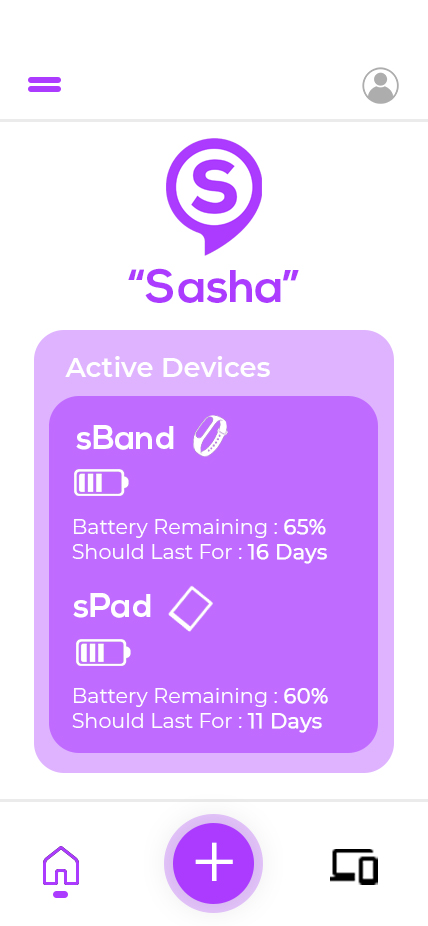 S
“Sasha”
Active Devices
sBand
Battery Remaining : 65%
Should Last For : 16 Days
sPad
Battery Remaining : 60%
Should Last For : 11 Days